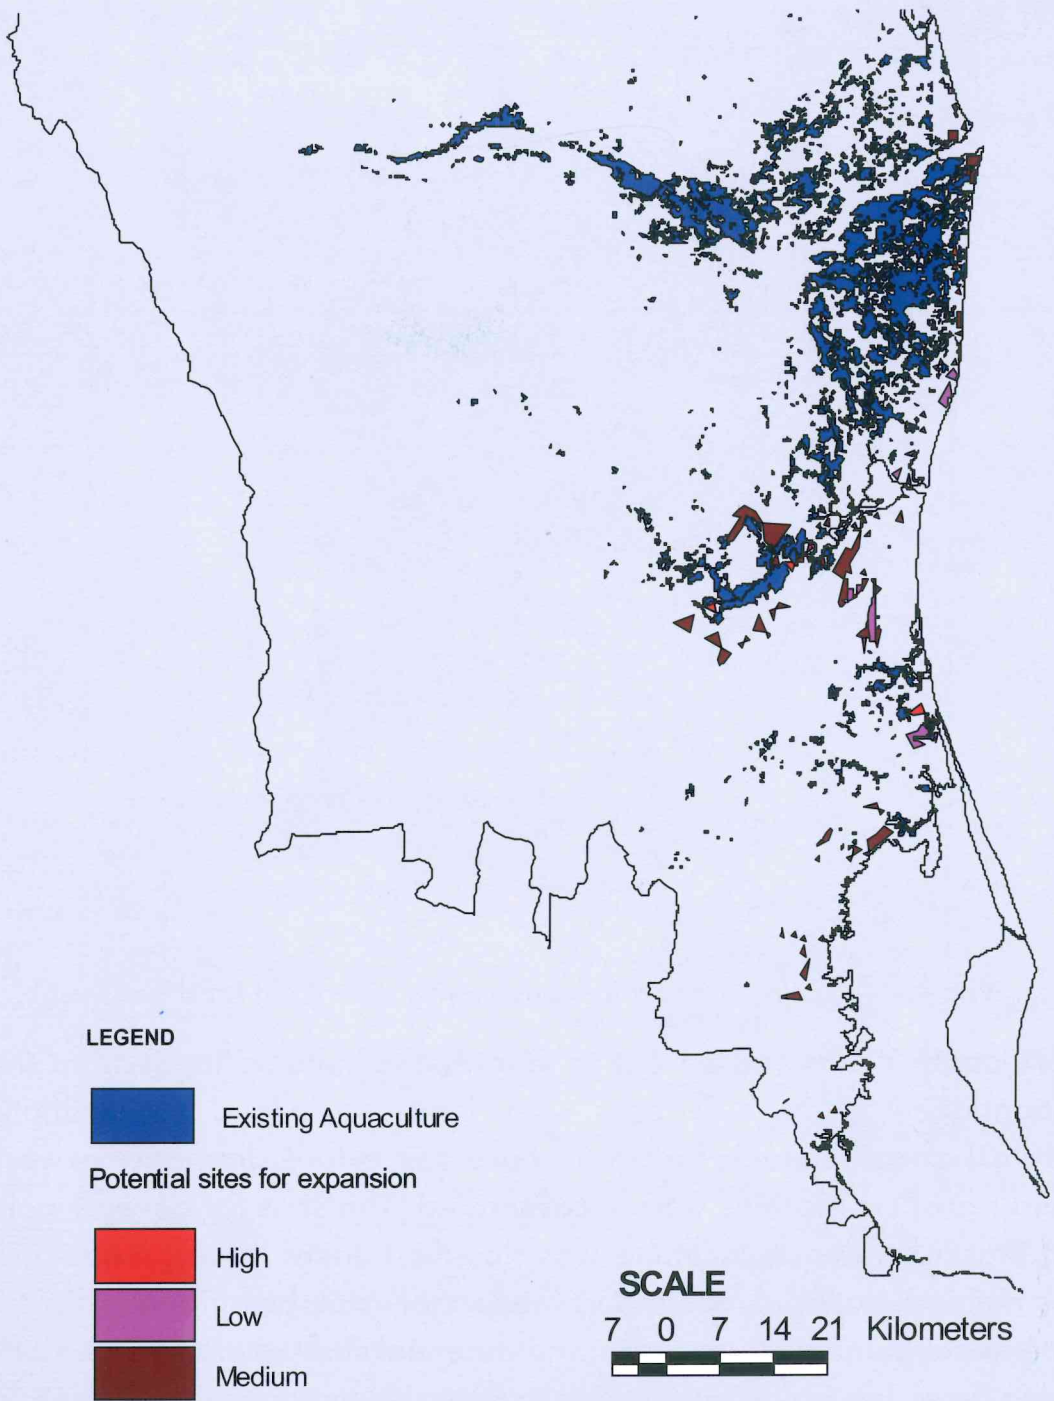 LEGEND
Existing Aquaculture
Potential sites for expansion
High
Low
Medium
SCALE
7 0 7 14 21 Kilometers